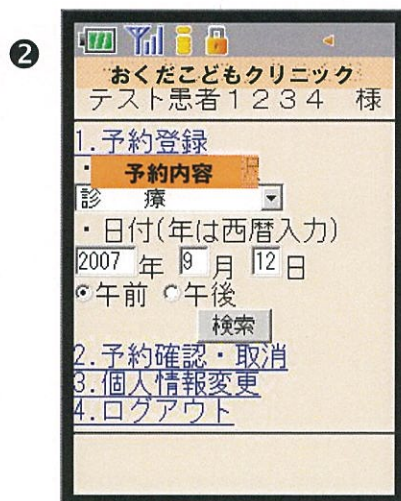 ❷
おくだこどもクリニック
テスト患者1234 様
1.予約登録
・予約内容
診 療
・日付(年は西暦入力)
2007 年 9 月 12 日
午前 午後
検索
2.予約確認・取消
3.個人情報変更
4.ログアウト